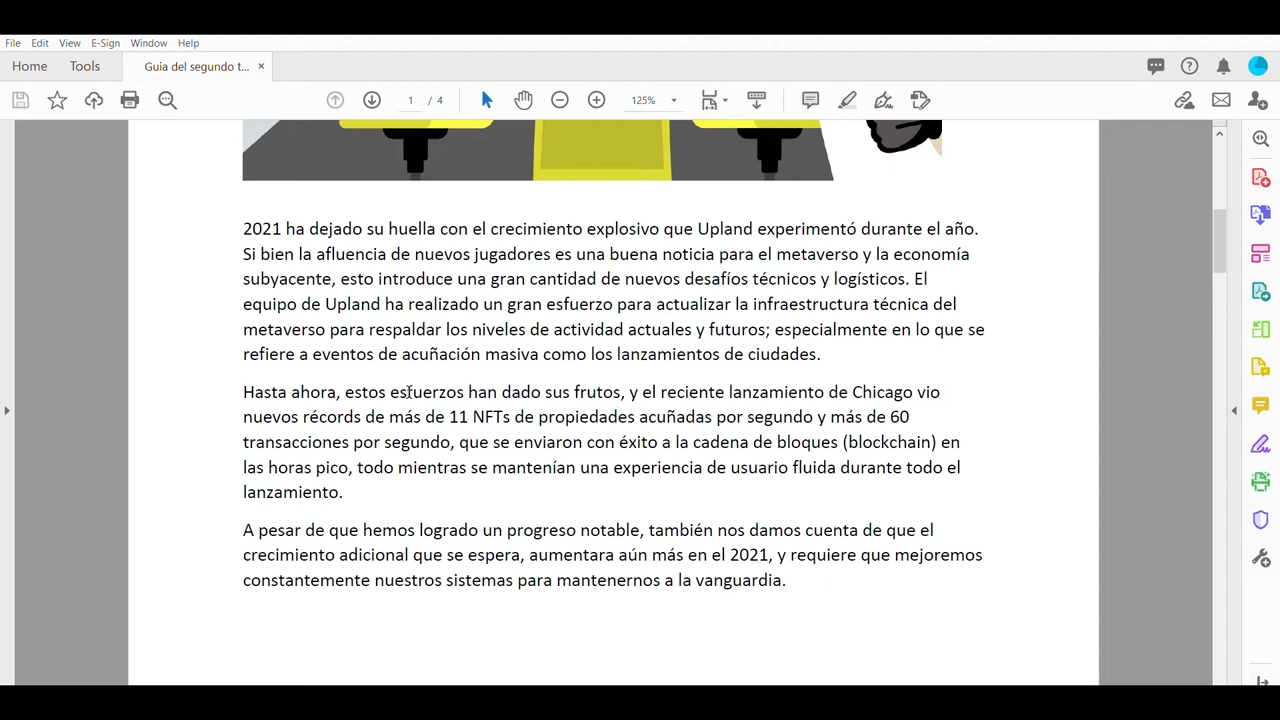 File Edit View E-Sign Window Help
Home Tools Guia del segundo t... ×
1 / 4 125%
2021 ha dejado su huella con el crecimiento explosivo que Upland experimentó durante el año.
Si bien la afluencia de nuevos jugadoreses una buena noticia para el metaverso y la economía
subyacente, esto introduce una gran cantidad de nuevos desafíos técnicos y logísticos. El
equipo de Upland ha realizado un gran esfuerzo para actualizar la infraestructura técnica del
metaverso para respaldar los niveles de actividad actuales y futuros; especialmente en lo que se
refiere a eventos de acuñación masiva como los lanzamientos de ciudades.
Hasta ahora, estos esfuerzos han dado sus frutos, y el reciente lanzamiento de Chicago vio
nuevos récords de más de 11 NFTs de propiedades acuñadas por segundo y más de 60
transacciones por segundo, que se enviaron con éxito a la cadena de bloques (blockchain) en
las horas pico, todo mientras se mantenían una experiencia de usuario fluida durante todo el
lanzamiento.
A pesar de que hemos logrado un progreso notable, también nos damos cuenta de que el
crecimiento adicional que se espera, aumentara aún más en el 2021, y requiere que mejoremos
constantemente nuestros sistemas para mantenernos a la vanguardia.